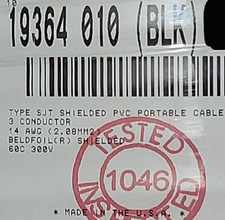 10
19364 010 (BLK)
TYPE SJT SHIELDED PVC PORTABLE CABLE
3 CONDUCTOR
14 AWG (2.08MM2)
BELDFOIL(R) SHIELDED
60C 300V
TESTED
1046
* MADE IN THE U.S.A. *